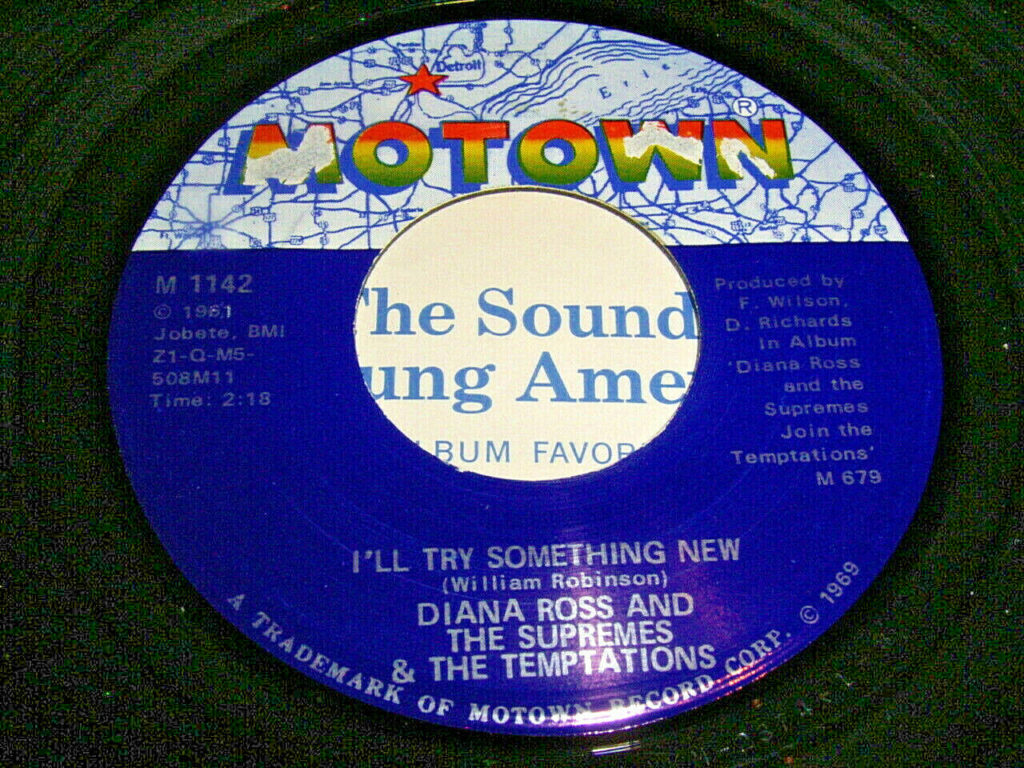 Detroit
ERIE
MOTOWN®
M 1142
© 1961
Jobete, BMI
Z1-Q-M5-
508M11
Time: 2:18
he Sound
ung Ame
BUM FAVOR
Produced by
F. Wilson,
D. Richards
In Album
'Diana Ross
and the
Supremes
Join the
Temptations'
M 679
I'LL TRY SOMETHING NEW
(William Robinson)
DIANA ROSS AND
THE SUPREMES
& THE TEMPTATIONS
A TRADEMARK OF MOTOWN RECORD CORP. © 1969